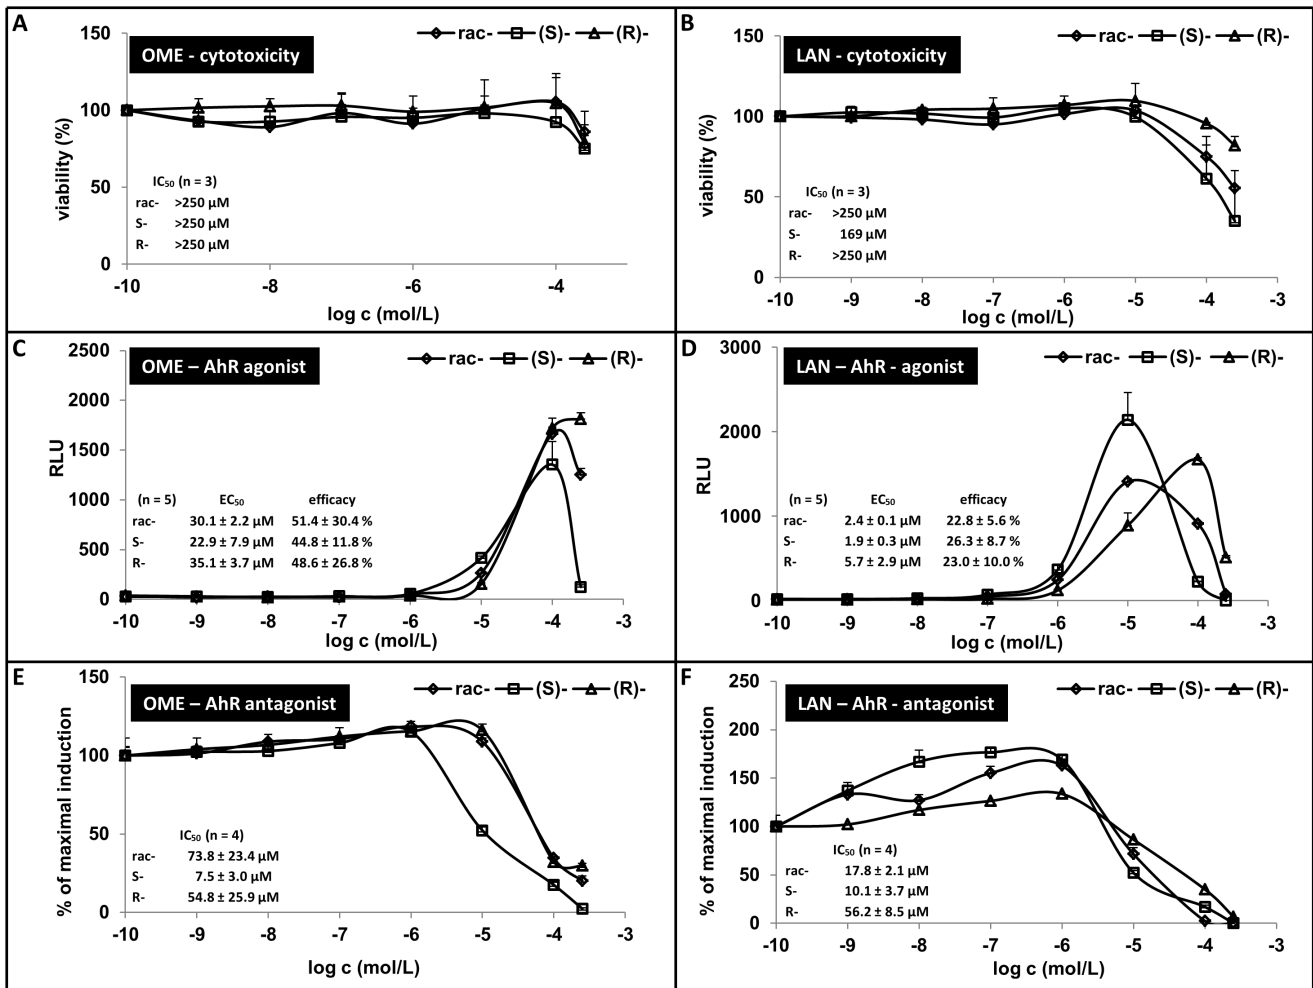 A
OME - cytotoxicity
rac- (S)- (R)-
150
100
50
0
viability (%)
IC₅₀ (n = 3)
rac- >250 µM
S- >250 µM
R- >250 µM
-10 -8 -6 -4
log c (mol/L)
B
LAN - cytotoxicity
rac- (S)- (R)-
150
100
50
0
viability (%)
IC₅₀ (n = 3)
rac- >250 µM
S- 169 µM
R- >250 µM
-10 -9 -8 -7 -6 -5 -4 -3
log c (mol/L)
C
OME – AhR agonist
rac- (S)- (R)-
2500
2000
1500
1000
500
0
RLU
(n = 5) EC₅₀ efficacy
rac- 30.1 ± 2.2 µM 51.4 ± 30.4 %
S- 22.9 ± 7.9 µM 44.8 ± 11.8 %
R- 35.1 ± 3.7 µM 48.6 ± 26.8 %
-10 -9 -8 -7 -6 -5 -4 -3
log c (mol/L)
D
LAN – AhR - agonist
rac- (S)- (R)-
3000
2000
1000
0
RLU
(n = 5) EC₅₀ efficacy
rac- 2.4 ± 0.1 µM 22.8 ± 5.6 %
S- 1.9 ± 0.3 µM 26.3 ± 8.7 %
R- 5.7 ± 2.9 µM 23.0 ± 10.0 %
-10 -9 -8 -7 -6 -5 -4 -3
log c (mol/L)
E
OME – AhR antagonist
rac- (S)- (R)-
150
100
50
0
% of maximal induction
IC₅₀ (n = 4)
rac- 73.8 ± 23.4 µM
S- 7.5 ± 3.0 µM
R- 54.8 ± 25.9 µM
-10 -9 -8 -7 -6 -5 -4 -3
log c (mol/L)
F
LAN – AhR - antagonist
rac- (S)- (R)-
250
200
150
100
50
0
% of maximal induction
IC₅₀ (n = 4)
rac- 17.8 ± 2.1 µM
S- 10.1 ± 3.7 µM
R- 56.2 ± 8.5 µM
-10 -9 -8 -7 -6 -5 -4 -3
log c (mol/L)